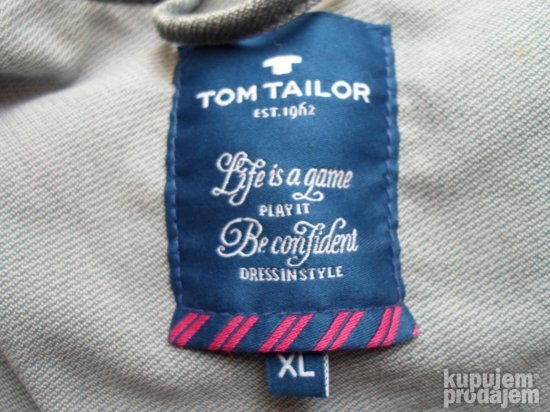 TOM TAILOR
EST. 1962
Life is a game
PLAY IT
Be confident
DRESS IN STYLE
XL
kupujem
prodajem